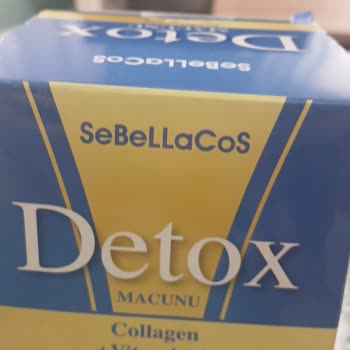 Detox
SeBeLLaCoS
SeBeLLaCoS
Detox
MACUNU
Collagen